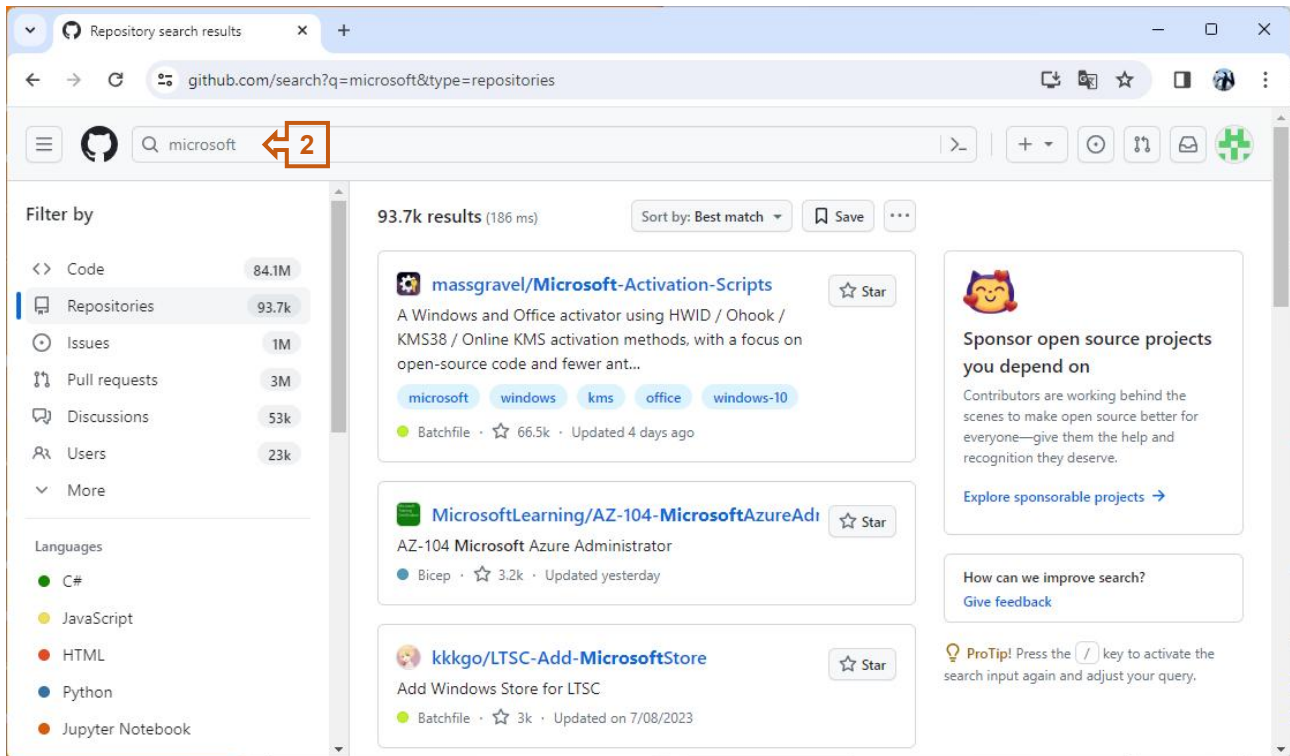 Repository search results
github.com/search?q=microsoft&type=repositories
microsoft
2
Filter by
Code 84.1M
Repositories 93.7k
Issues 1M
Pull requests 3M
Discussions 53k
Users 23k
More
Languages
C#
JavaScript
HTML
Python
Jupyter Notebook
93.7k results (186 ms)
Sort by: Best match
Save
massgravel/Microsoft-Activation-Scripts
Star
A Windows and Office activator using HWID / Ohook /
KMS38 / Online KMS activation methods, with a focus on
open-source code and fewer ant...
microsoft windows kms office windows-10
Batchfile · 66.5k · Updated 4 days ago
MicrosoftLearning/AZ-104-MicrosoftAzureAdr
Star
AZ-104 Microsoft Azure Administrator
Bicep · 3.2k · Updated yesterday
kkkgo/LTSC-Add-MicrosoftStore
Star
Add Windows Store for LTSC
Batchfile · 3k · Updated on 7/08/2023
Sponsor open source projects
you depend on
Contributors are working behind the
scenes to make open source better for
everyone—give them the help and
recognition they deserve.
Explore sponsorable projects →
How can we improve search?
Give feedback
ProTip! Press the / key to activate the
search input again and adjust your query.